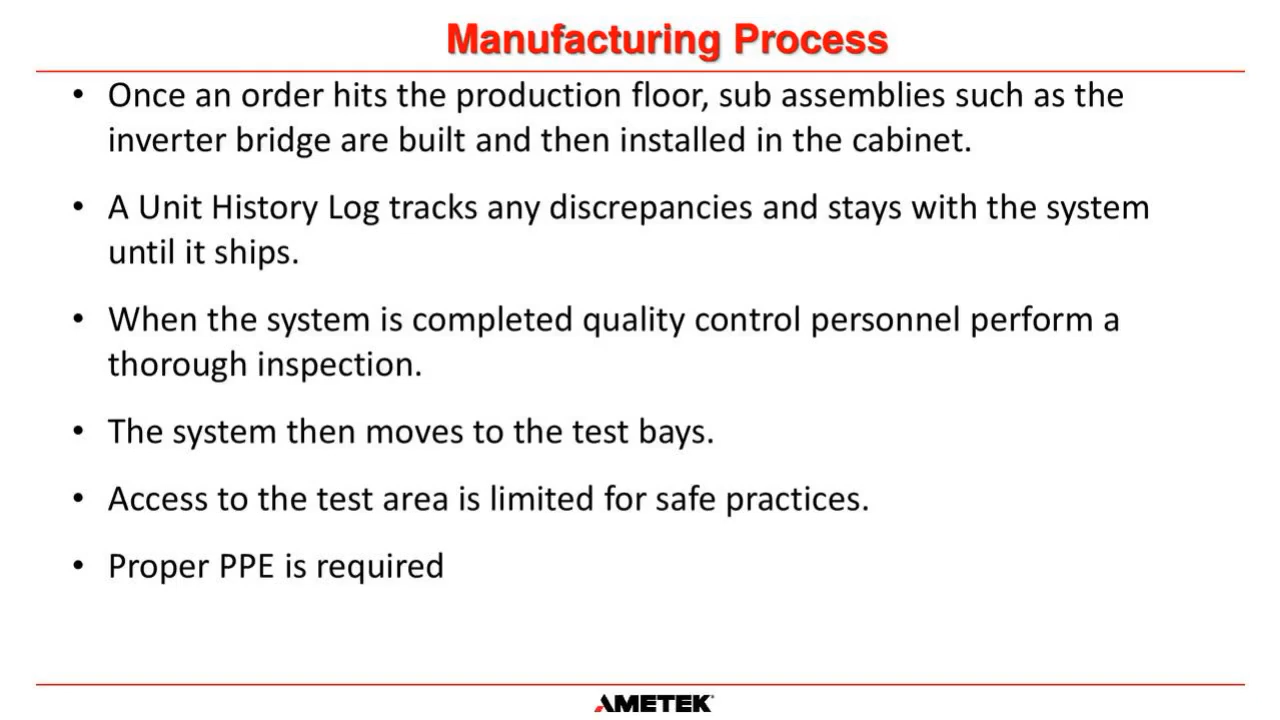 Manufacturing Process
• Once an order hits the production floor, sub assemblies such as the
inverter bridge are built and then installed in the cabinet.
• A Unit History Log tracks any discrepancies and stays with the system
until it ships.
• When the system is completed quality control personnel perform a
thorough inspection.
• The system then moves to the test bays.
• Access to the test area is limited for safe practices.
• Proper PPE is required
AMETEK